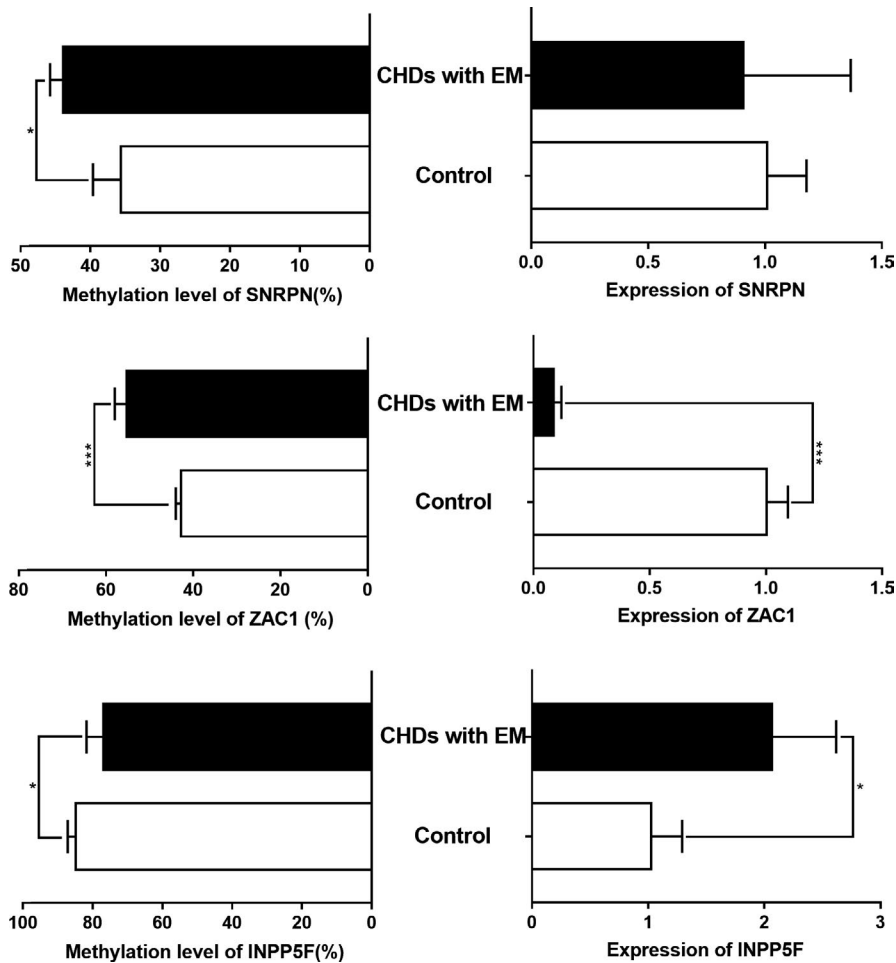 CHDs with EM
*
Control
50 40 30 20 10 0
0.0 0.5 1.0 1.5
Methylation level of SNRPN(%)
Expression of SNRPN
CHDs with EM
***
***
Control
80 60 40 20 0
0.0 0.5 1.0 1.5
Methylation level of ZAC1 (%)
Expression of ZAC1
CHDs with EM
*
*
Control
100 80 60 40 20 0
0 1 2 3
Methylation level of INPP5F(%)
Expression of INPP5F